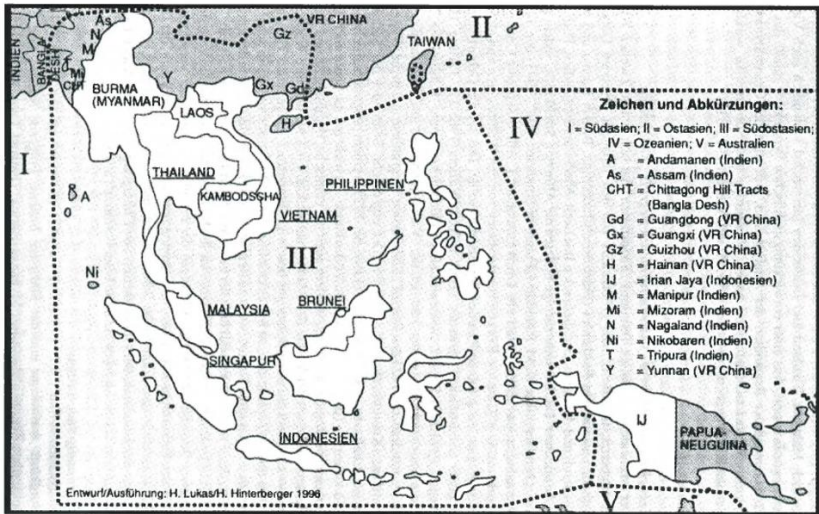 VR CHINA
II
As
N
M
Gz
TAIWAN
INDIEN
BANGLA
DESH
T
Mi
CHT
Y
Gx
Gd
BURMA
(MYANMAR)
LAOS
H
I
THAILAND
A
KAMBODSCHA
PHILIPPINEN
VIETNAM
III
Ni
MALAYSIA
BRUNEI
SINGAPUR
INDONESIEN
IV
Zeichen und Abkürzungen:
I = Südasien; II = Ostasien; III = Südostasien;
IV = Ozeanien; V = Australien
A = Andamanen (Indien)
As = Assam (Indien)
CHT = Chittagong Hill Tracts
(Bangla Desh)
Gd = Guangdong (VR China)
Gx = Guangxi (VR China)
Gz = Guizhou (VR China)
H = Hainan (VR China)
IJ = Irian Jaya (Indonesien)
M = Manipur (Indien)
Mi = Mizoram (Indien)
N = Nagaland (Indien)
Ni = Nikobaren (Indien)
T = Tripura (Indien)
Y = Yunnan (VR China)
IJ
PAPUA-
NEUGUINA
V
Entwurf/Ausführung: H. Lukas/H. Hinterberger 1996